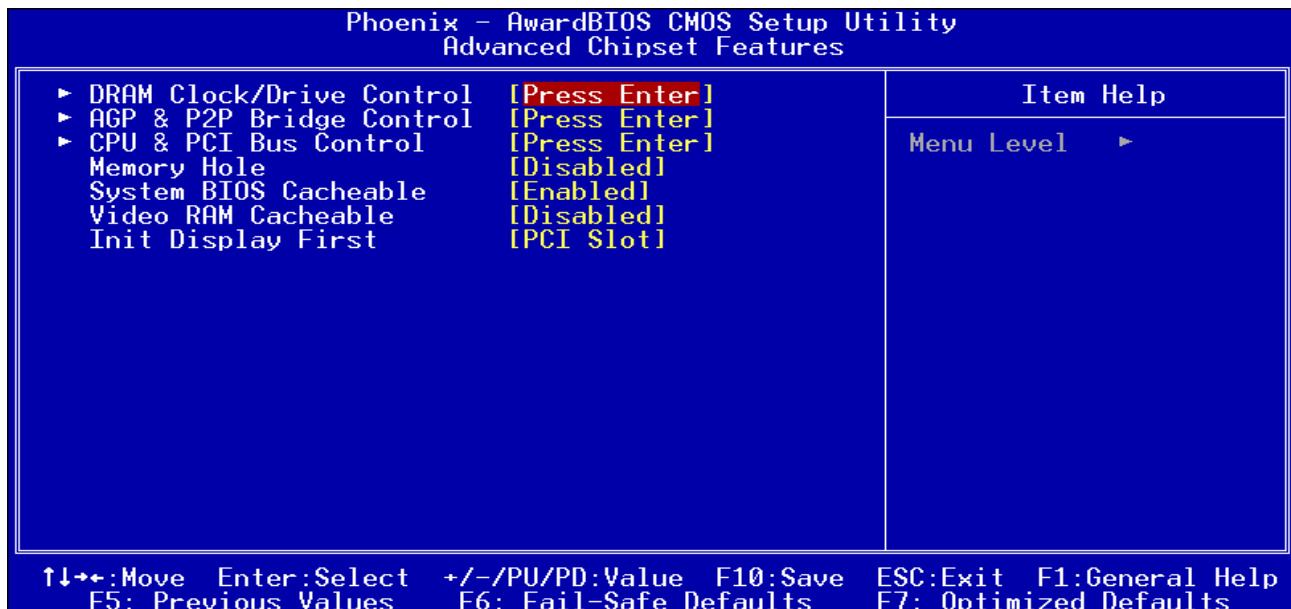 Phoenix - AwardBIOS CMOS Setup Utility
Advanced Chipset Features
► DRAM Clock/Drive Control [Press Enter]
► AGP & P2P Bridge Control [Press Enter]
► CPU & PCI Bus Control [Press Enter]
Memory Hole [Disabled]
System BIOS Cacheable [Enabled]
Video RAM Cacheable [Disabled]
Init Display First [PCI Slot]
Item Help
Menu Level ►
↑↓→←:Move Enter:Select +/-/PU/PD:Value F10:Save ESC:Exit F1:General Help
F5: Previous Values F6: Fail-Safe Defaults F7: Optimized Defaults